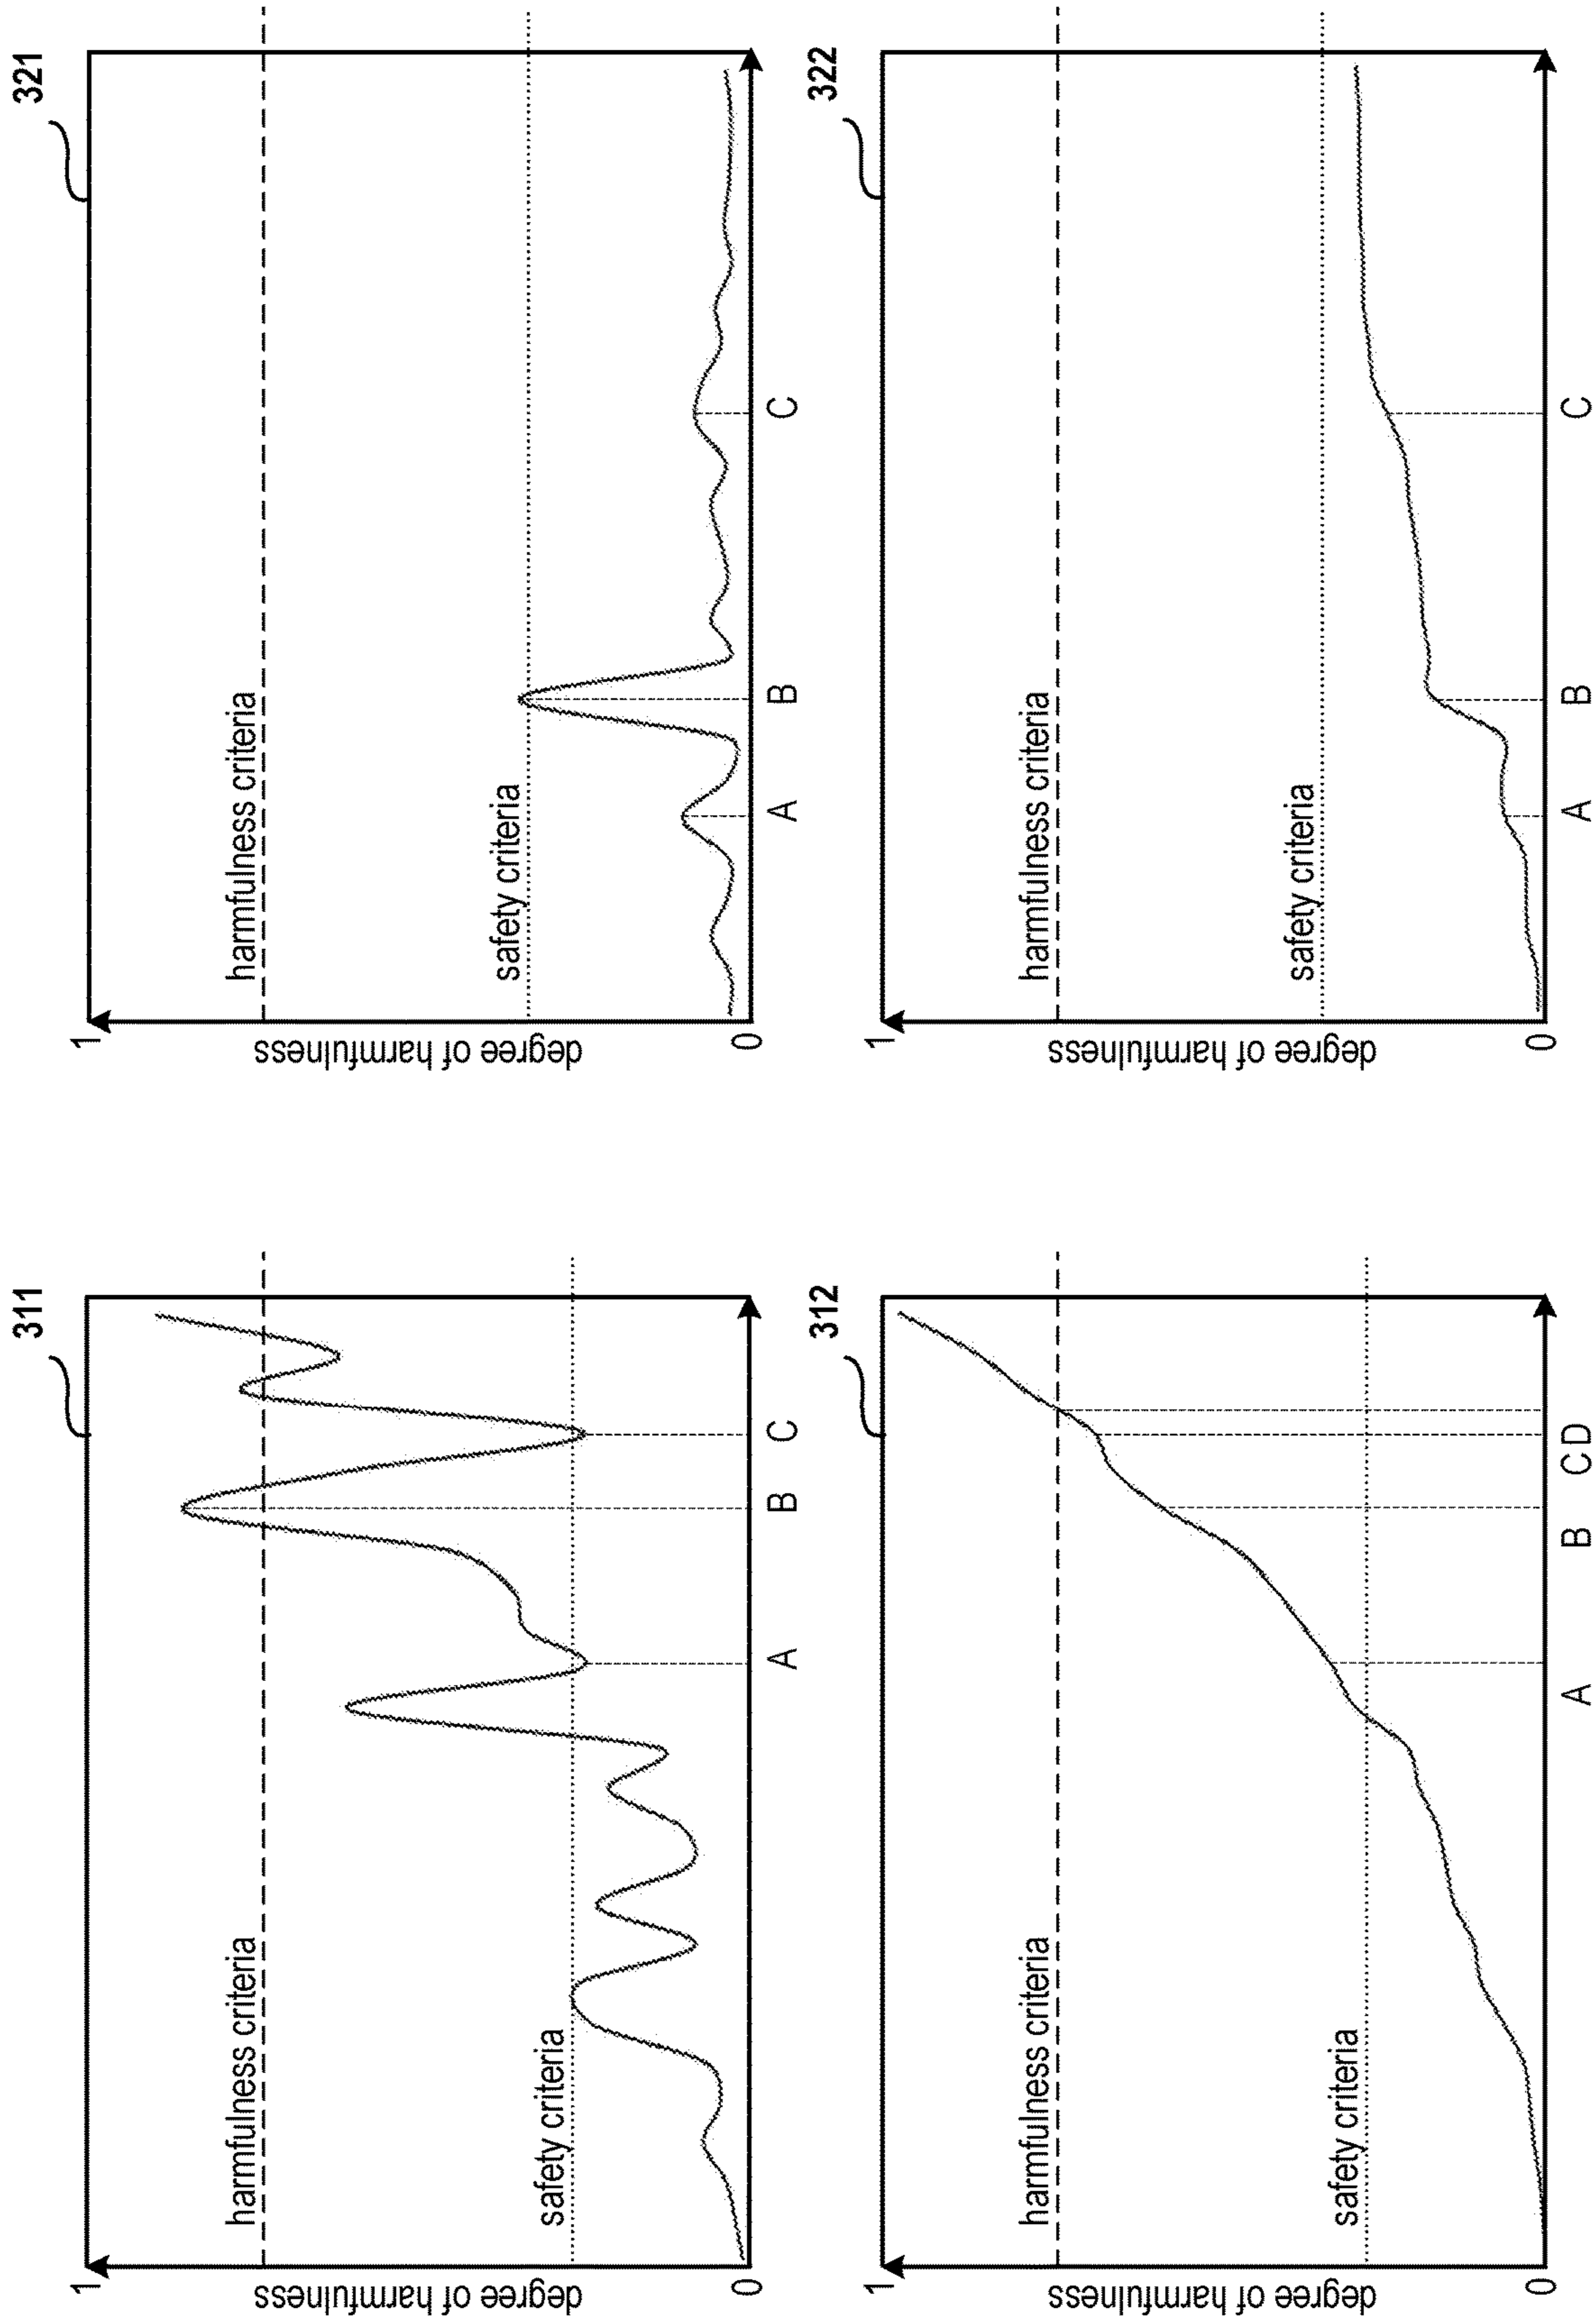 311
1
harmfulness criteria
safety criteria
degree of harmfulness
0
A
B
C
312
1
harmfulness criteria
safety criteria
degree of harmfulness
0
A
B
C D
321
1
harmfulness criteria
safety criteria
degree of harmfulness
0
A
B
C
322
1
harmfulness criteria
safety criteria
degree of harmfulness
0
A
B
C